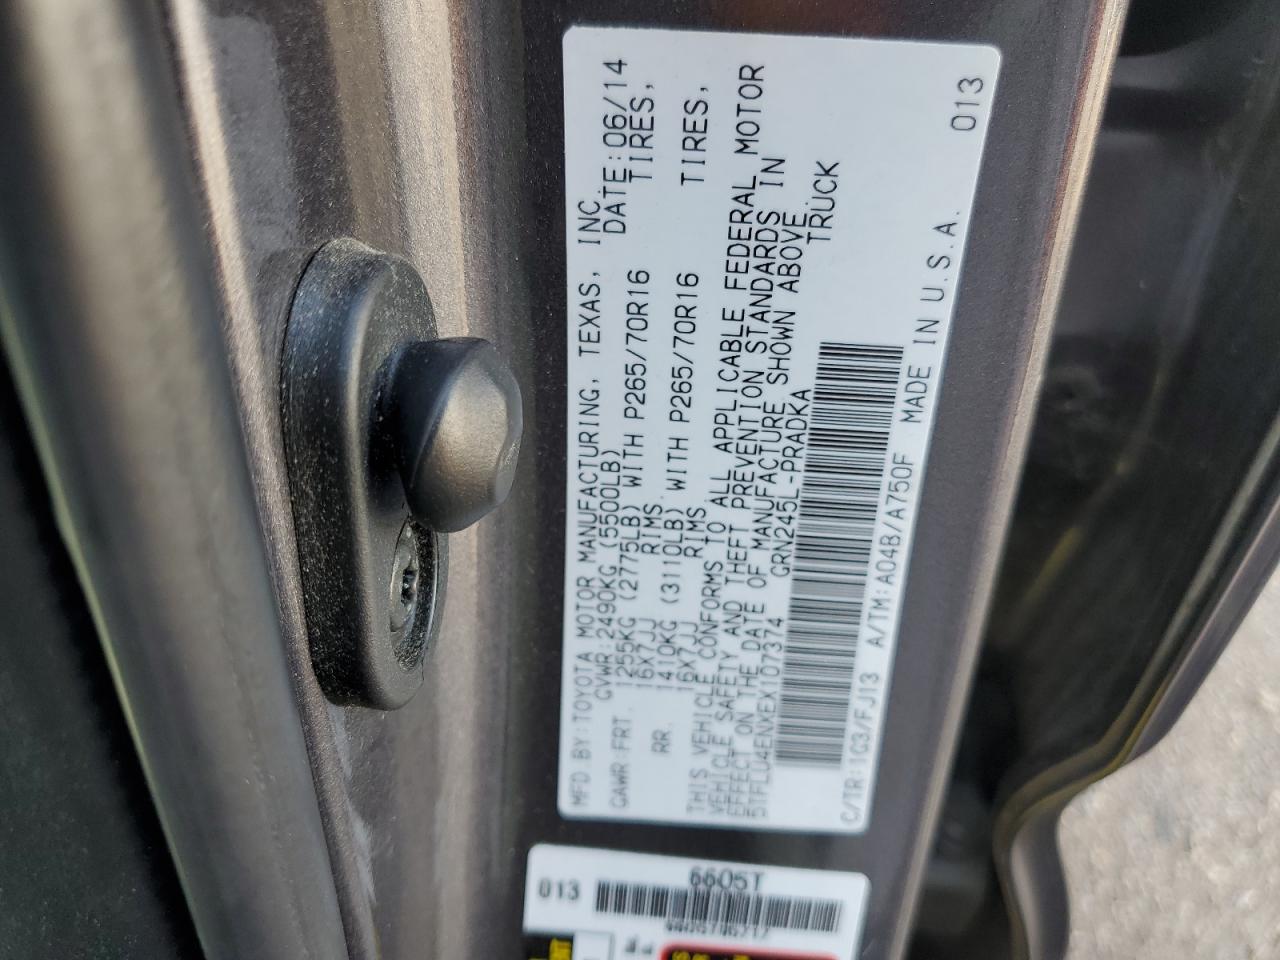 MFD.BY:TOYOTA MOTOR MANUFACTURING, TEXAS, INC.
GVWR:2490KG (5500LB) DATE:06/14
GAWR FRT. 1255KG (2775LB) WITH P265/70R16 TIRES,
16X7JJ RIMS
RR. 1410KG (3110LB) WITH P265/70R16 TIRES,
16X7JJ RIMS
THIS VEHICLE CONFORMS TO ALL APPLICABLE FEDERAL MOTOR
VEHICLE SAFETY AND THEFT PREVENTION STANDARDS IN
EFFECT ON THE DATE OF MANUFACTURE SHOWN ABOVE.
5TFLU4ENXEX107374 GRN245L-PRADKA TRUCK
C/TR:1G3/FJ13 A/TM:A04B/A750F MADE IN U.S.A. 013
6605T
013